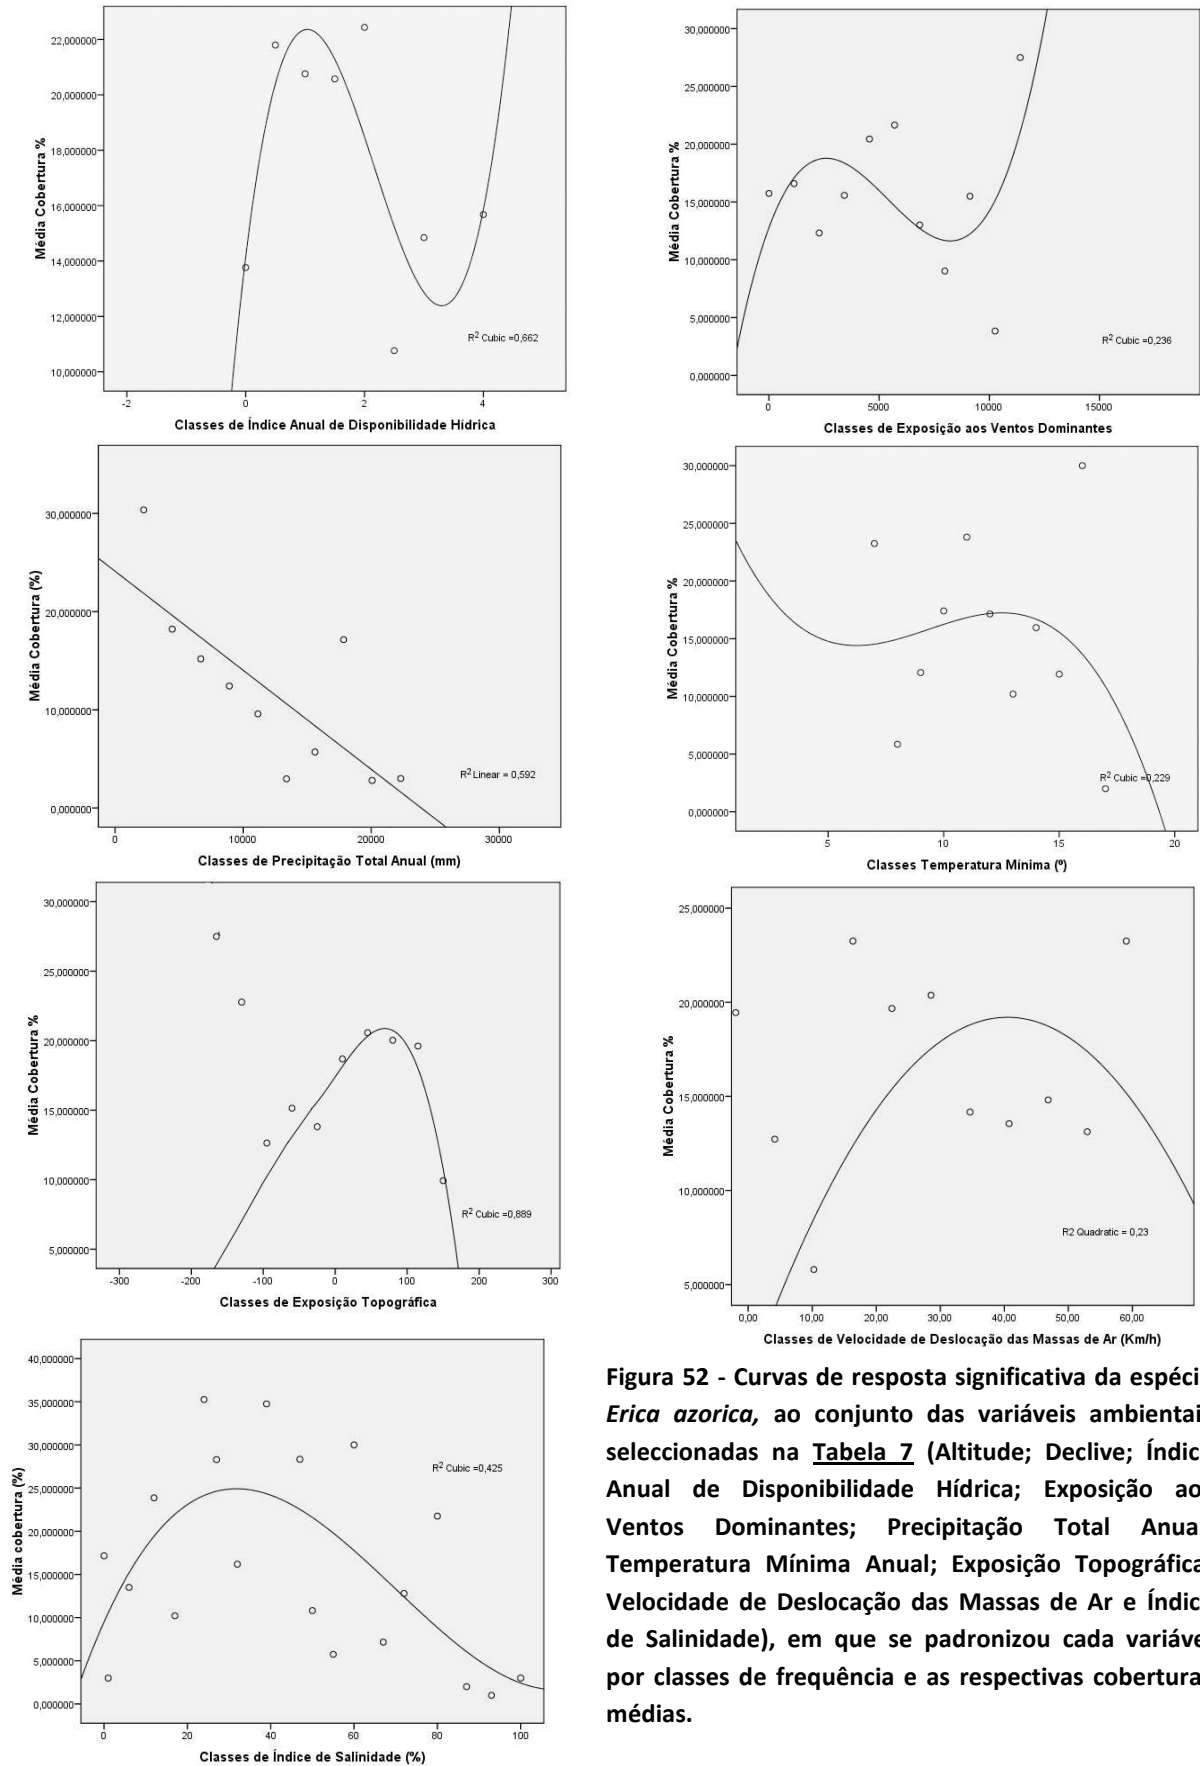 22,000000
20,000000
18,000000
16,000000
14,000000
12,000000
10,000000
Média Cobertura %
R² Cubic =0,662
-2 0 2 4
Classes de Índice Anual de Disponibilidade Hídrica
30,000000
25,000000
20,000000
15,000000
10,000000
5,000000
0,000000
Média Cobertura %
R² Cubic =0,236
0 5000 10000 15000
Classes de Exposição aos Ventos Dominantes
30,000000
20,000000
10,000000
0,000000
Média Cobertura (%)
R² Linear = 0,592
0 10000 20000 30000
Classes de Precipitação Total Anual (mm)
30,000000
25,000000
20,000000
15,000000
10,000000
5,000000
0,000000
Média Cobertura %
R² Cubic =0,229
5 10 15 20
Classes Temperatura Mínima (º)
30,000000
25,000000
20,000000
15,000000
10,000000
5,000000
Média Cobertura %
R² Cubic =0,889
-300 -200 -100 0 100 200 300
Classes de Exposição Topográfica
25,000000
20,000000
15,000000
10,000000
5,000000
Média Cobertura %
R2 Quadratic = 0,23
0,00 10,00 20,00 30,00 40,00 50,00 60,00
Classes de Velocidade de Deslocação das Massas de Ar (Km/h)
40,000000
35,000000
30,000000
25,000000
20,000000
15,000000
10,000000
5,000000
0,000000
Média cobertura (%)
R² Cubic =0,425
0 20 40 60 80 100
Classes de Índice de Salinidade (%)
Figura 52 - Curvas de resposta significativa da espéci
Erica azorica, ao conjunto das variáveis ambientai
seleccionadas na Tabela 7 (Altitude; Declive; Índic
Anual de Disponibilidade Hídrica; Exposição ao
Ventos Dominantes; Precipitação Total Anua
Temperatura Mínima Anual; Exposição Topográfica
Velocidade de Deslocação das Massas de Ar e Índic
de Salinidade), em que se padronizou cada variáve
por classes de frequência e as respectivas cobertura
médias.